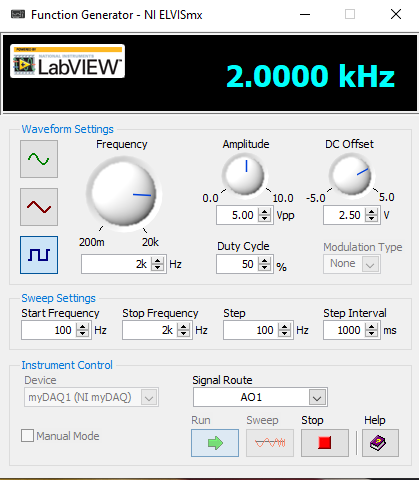 Function Generator - NI ELVISmx
POWERED BY
NATIONAL INSTRUMENTS
LabVIEW™
2.0000 kHz
Waveform Settings
Frequency
Amplitude
DC Offset
0.0 10.0
-5.0 5.0
5.00 Vpp
2.50 V
200m 20k
2k Hz
Duty Cycle
50 %
Modulation Type
None
Sweep Settings
Start Frequency Stop Frequency Step Step Interval
100 Hz 2k Hz 100 Hz 1000 ms
Instrument Control
Device Signal Route
myDAQ1 (NI myDAQ) AO1
Run Sweep Stop Help
Manual Mode